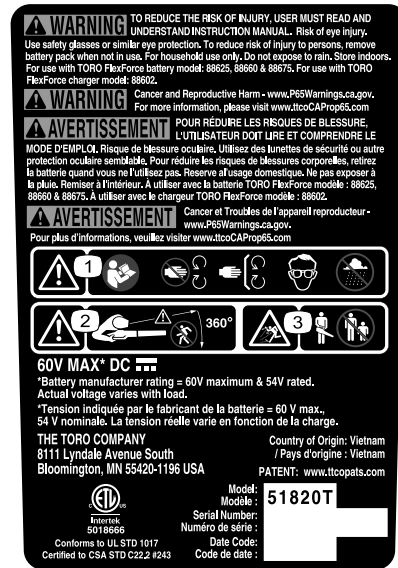 WARNING TO REDUCE THE RISK OF INJURY, USER MUST READ AND
UNDERSTAND INSTRUCTION MANUAL. Risk of eye injury.
Use safety glasses or similar eye protection. To reduce risk of injury to persons, remove
battery pack when not in use. For household use only. Do not expose to rain. Store indoors.
For use with TORO FlexForce battery model: 88625, 88660 & 88675. For use with TORO
FlexForce charger model: 88602.
WARNING Cancer and Reproductive Harm - www.P65Warnings.ca.gov.
For more information, please visit www.ttcoCAProp65.com
AVERTISSEMENT POUR RÉDUIRE LES RISQUES DE BLESSURE,
L'UTILISATEUR DOIT LIRE ET COMPRENDRE LE
MODE D'EMPLOI. Risque de blessure oculaire. Utilisez des lunettes de sécurité ou autre
protection oculaire semblable. Pour réduire les risques de blessures corporelles, retirez
la batterie quand vous ne l'utilisez pas. Reserve al'usage domestique. Ne pas exposer à
la pluie. Remiser à l'intérieur. À utiliser avec la batterie TORO FlexForce modèle : 88625,
88660 & 88675. À utiliser avec le chargeur TORO FlexForce modèle : 88602.
AVERTISSEMENT Cancer et Troubles de l'appareil reproducteur -
www.P65Warnings.ca.gov.
Pour plus d'informations, veuillez visiter www.ttcoCAProp65.com
1
2
360°
3
60V MAX* DC
*Battery manufacturer rating = 60V maximum & 54V rated.
Actual voltage varies with load.
*Tension indiquée par le fabricant de la batterie = 60 V max.,
54 V nominale. La tension réelle varie en fonction de la charge.
THE TORO COMPANY
8111 Lyndale Avenue South
Bloomington, MN 55420-1196 USA
Country of Origin: Vietnam
/ Pays d'origine : Vietnam
PATENT: www.ttcopats.com
ETL
Intertek
5018666
Conforms to UL STD 1017
Certified to CSA STD C22.2 #243
Model:
Modèle :
51820T
Serial Number:
Numéro de série :
Date Code:
Code de date :